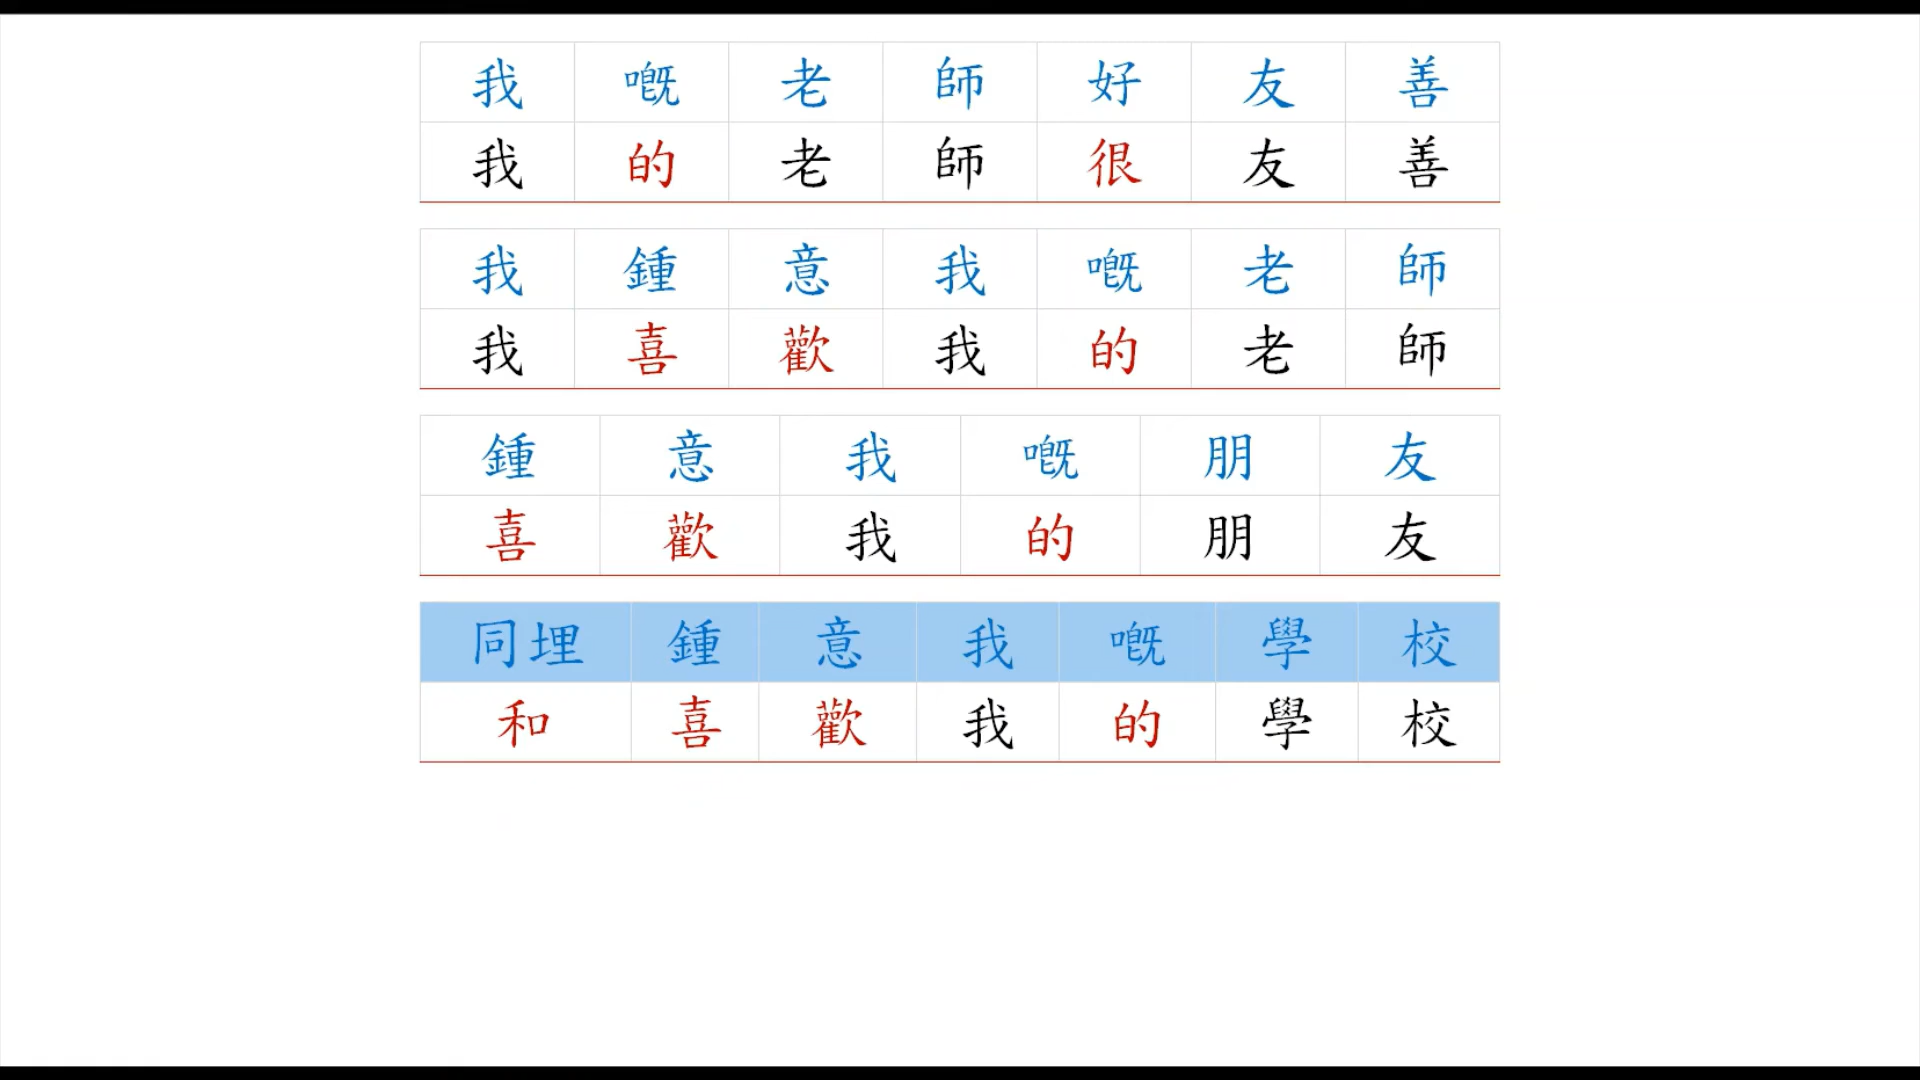 我嘅老師好友善
我的老師很友善
我鍾意我嘅老師
我喜歡我的老師
鍾意我嘅朋友
喜歡我的朋友
同埋鍾意我嘅學校
和喜歡我的學校